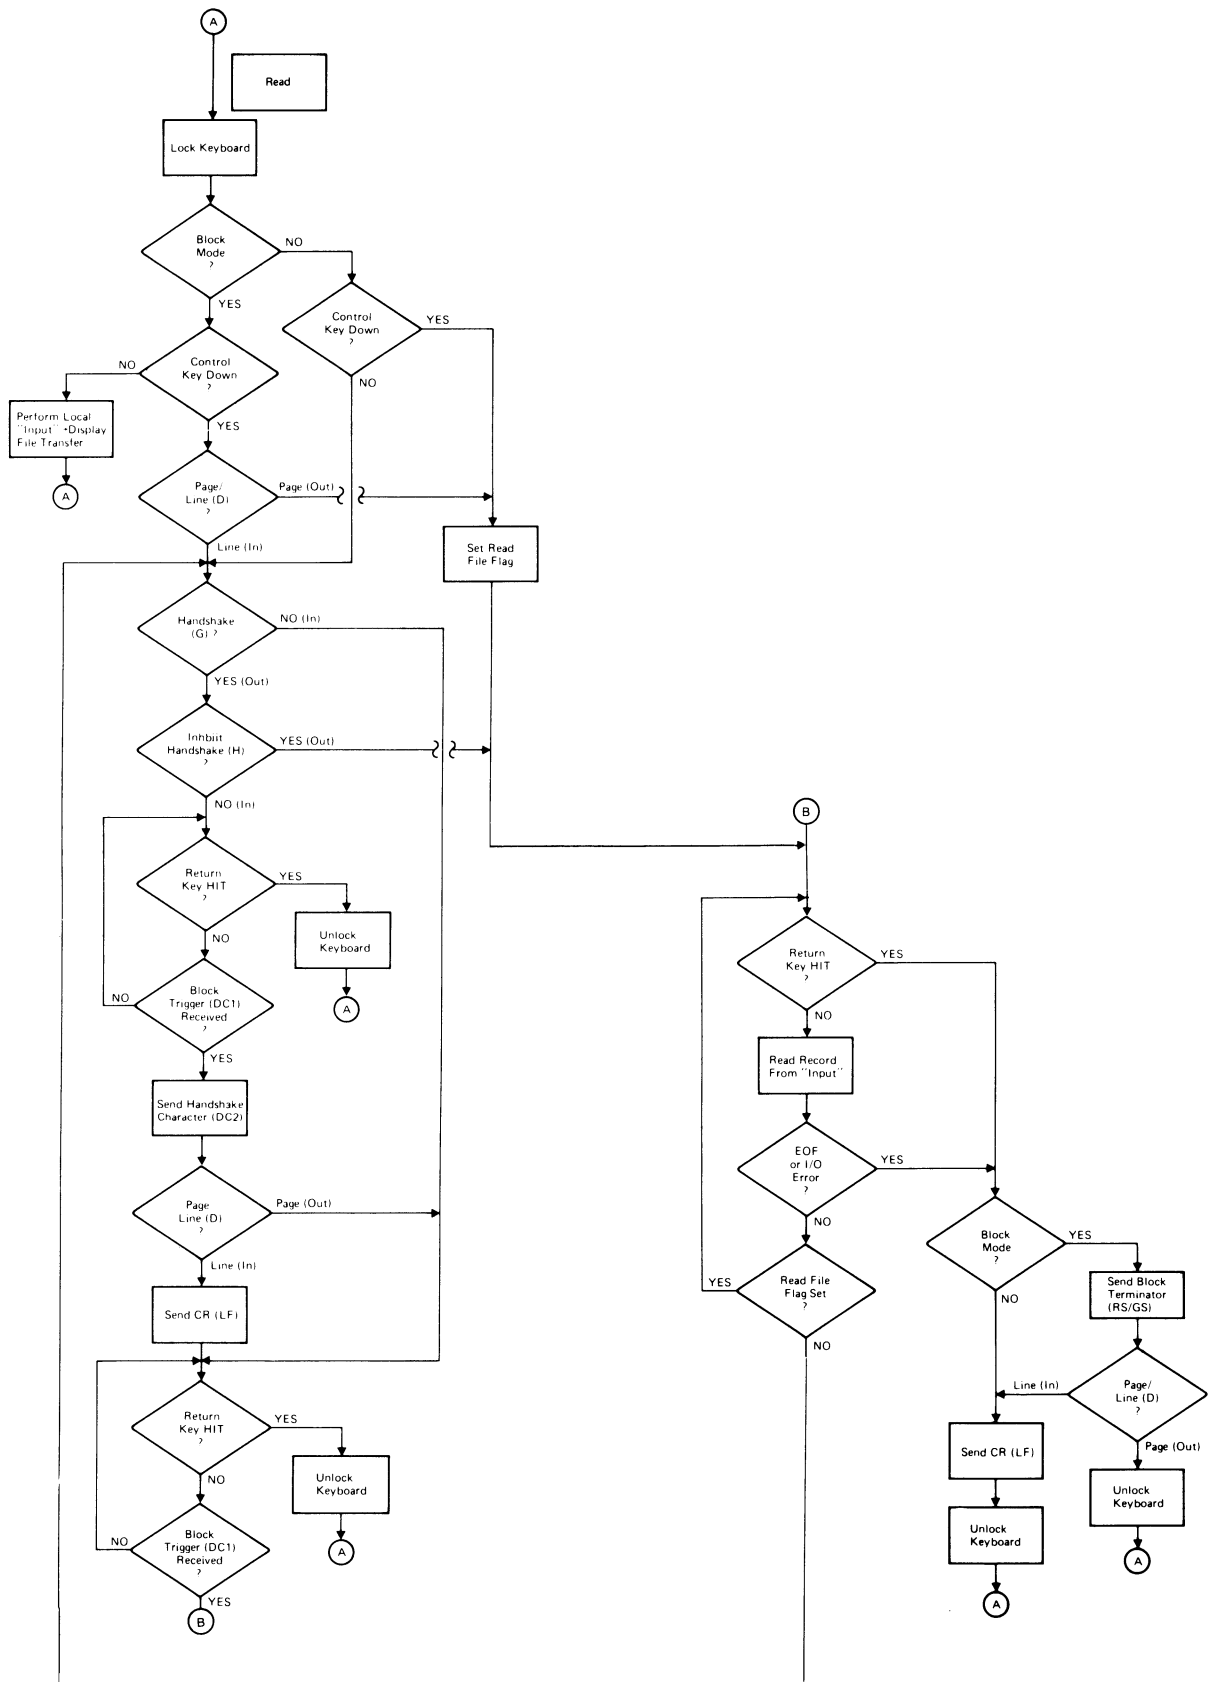 A
Read
Lock Keyboard
Block
Mode
?
NO
YES
Control
Key Down
?
YES
NO
Control
Key Down
?
NO
YES
Perform Local
"Input" →Display
File Transfer
A
Page/
Line (D)
?
Page (Out)
Line (In)
Set Read
File Flag
Handshake
(G) ?
NO (In)
YES (Out)
Inhbiit
Handshake (H)
?
YES (Out)
NO (In)
Return
Key HIT
?
YES
NO
Unlock
Keyboard
A
Block
Trigger (DC1)
Received
?
NO
YES
Send Handshake
Character (DC2)
Page
Line (D)
?
Page (Out)
Line (In)
Send CR (LF)
Return
Key HIT
?
YES
NO
Unlock
Keyboard
A
Block
Trigger (DC1)
Received
?
NO
YES
B
B
Return
Key HIT
?
YES
NO
Read Record
From "Input"
EOF
or I/O
Error
?
YES
NO
Read File
Flag Set
?
YES
NO
Block
Mode
?
YES
NO
Send Block
Terminator
(RS/GS)
Page/
Line (D)
?
Line (In)
Page (Out)
Send CR (LF)
Unlock
Keyboard
A
Unlock
Keyboard
A